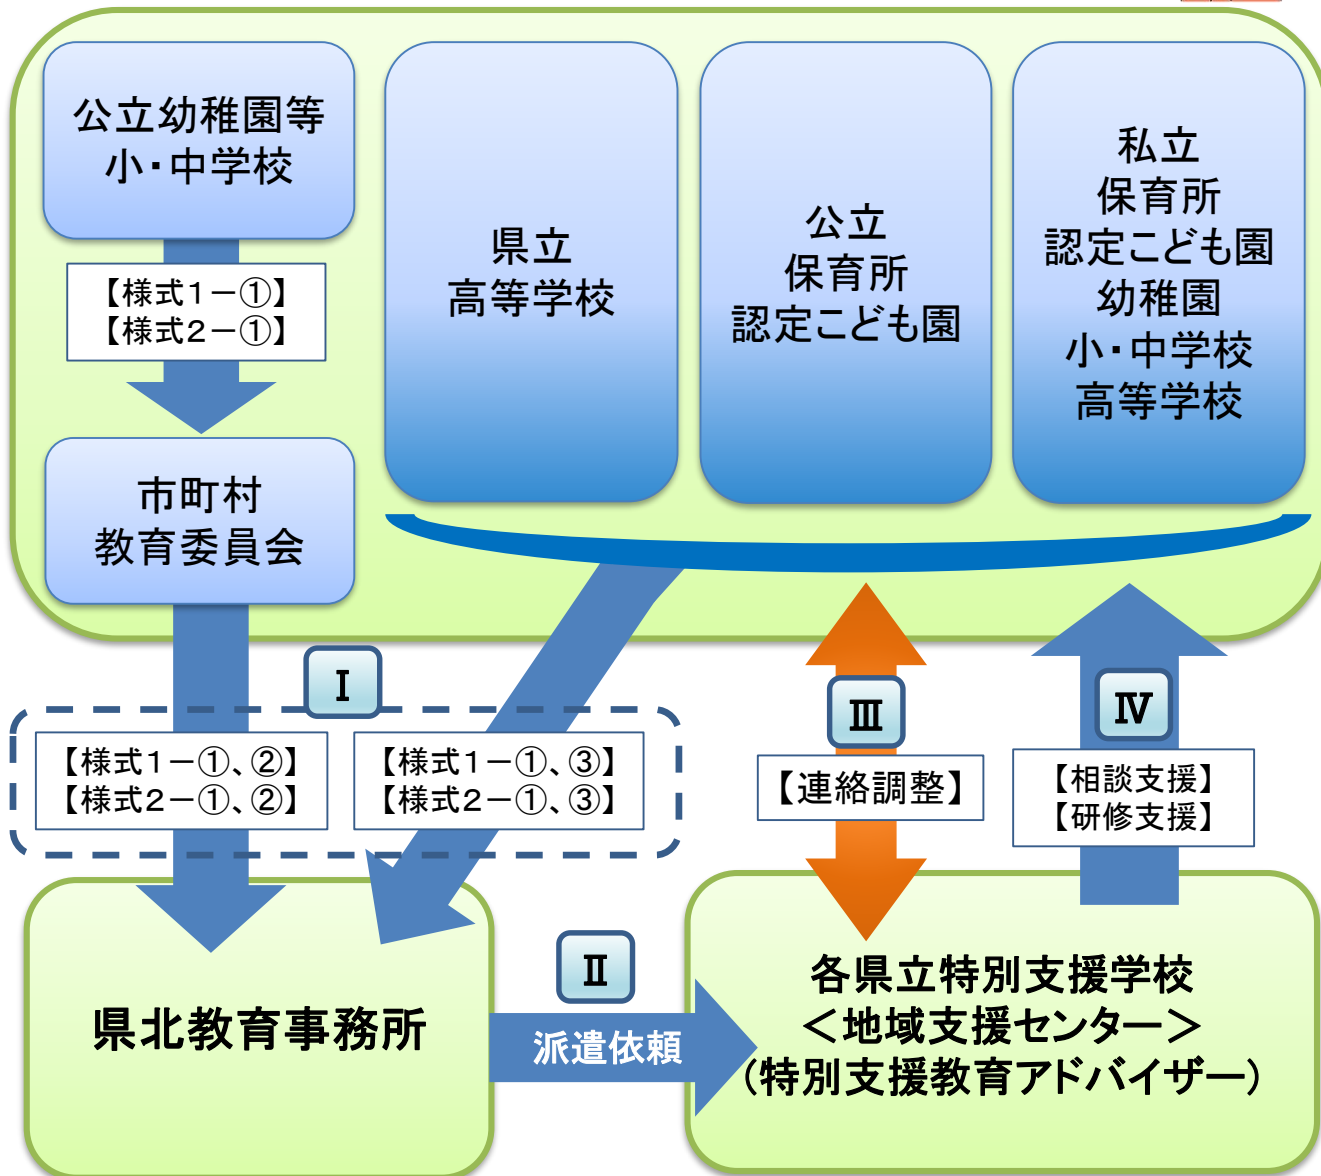 公立幼稚園等
小・中学校
【様式１－①】
【様式２－①】
市町村
教育委員会
県立
高等学校
公立
保育所
認定こども園
私立
保育所
認定こども園
幼稚園
小・中学校
高等学校
Ⅰ
【様式１－①、②】
【様式２－①、②】
【様式１－①、③】
【様式２－①、③】
Ⅲ
【連絡調整】
Ⅳ
【相談支援】
【研修支援】
県北教育事務所
Ⅱ
派遣依頼
各県立特別支援学校
＜地域支援センター＞
（特別支援教育アドバイザー）